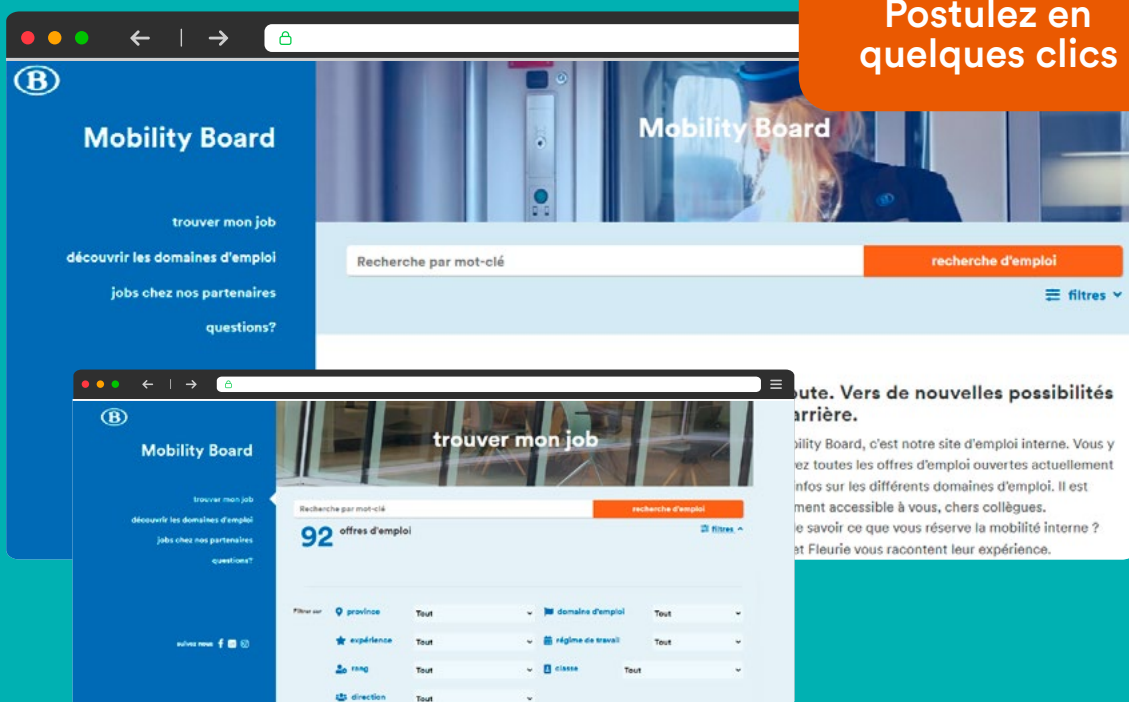 Postulez en
quelques clics
B
Mobility Board
trouver mon job
découvrir les domaines d'emploi
jobs chez nos partenaires
questions?
Mobility Board
Recherche par mot-clé
recherche d'emploi
filtres
Vers de nouvelles possibilités
Board, c'est notre site d'emploi interne. Vous y
toutes les offres d'emploi ouvertes actuellement
infos sur les différents domaines d'emploi. Il est
accessible à vous, chers collègues.
savoir ce que vous réserve la mobilité interne ?
et Fleurie vous racontent leur expérience.
B
Mobility Board
trouver mon job
découvrir les domaines d'emploi
jobs chez nos partenaires
questions?
suivez nous
trouver mon job
Recherche par mot-clé
recherche d'emploi
92 offres d'emploi
filtres
Filtrer sur province Tout domaine d'emploi Tout
expérience Tout régime de travail Tout
rang Tout classe Tout
direction Tout